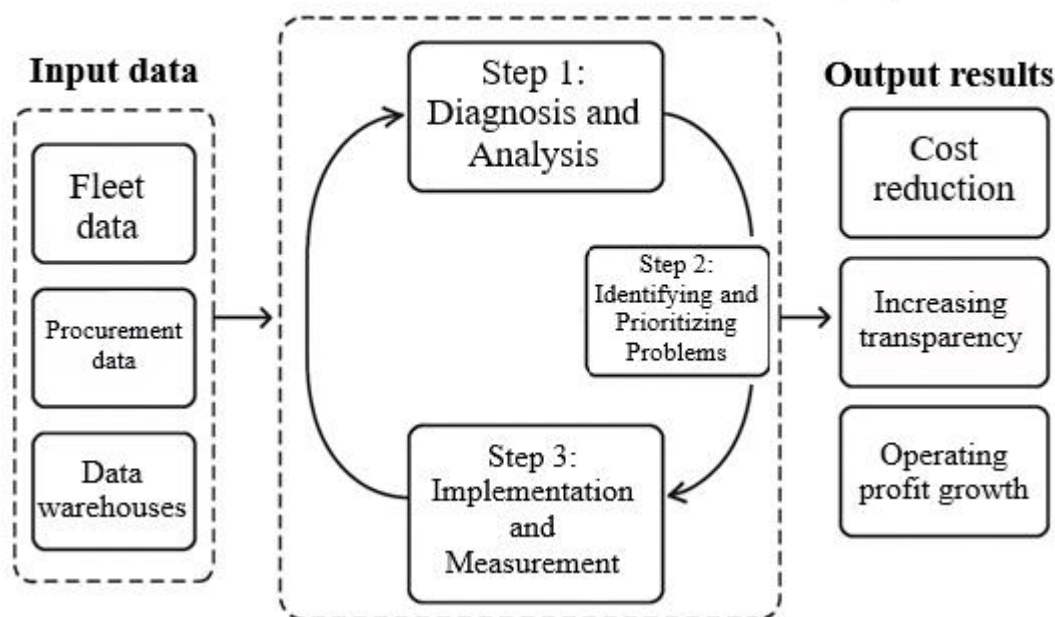 Input data
Fleet
data
Procurement
data
Data
warehouses
Step 1:
Diagnosis and
Analysis
Step 2:
Identifying and
Prioritizing
Problems
Step 3:
Implementation
and
Measurement
Output results
Cost
reduction
Increasing
transparency
Operating
profit growth